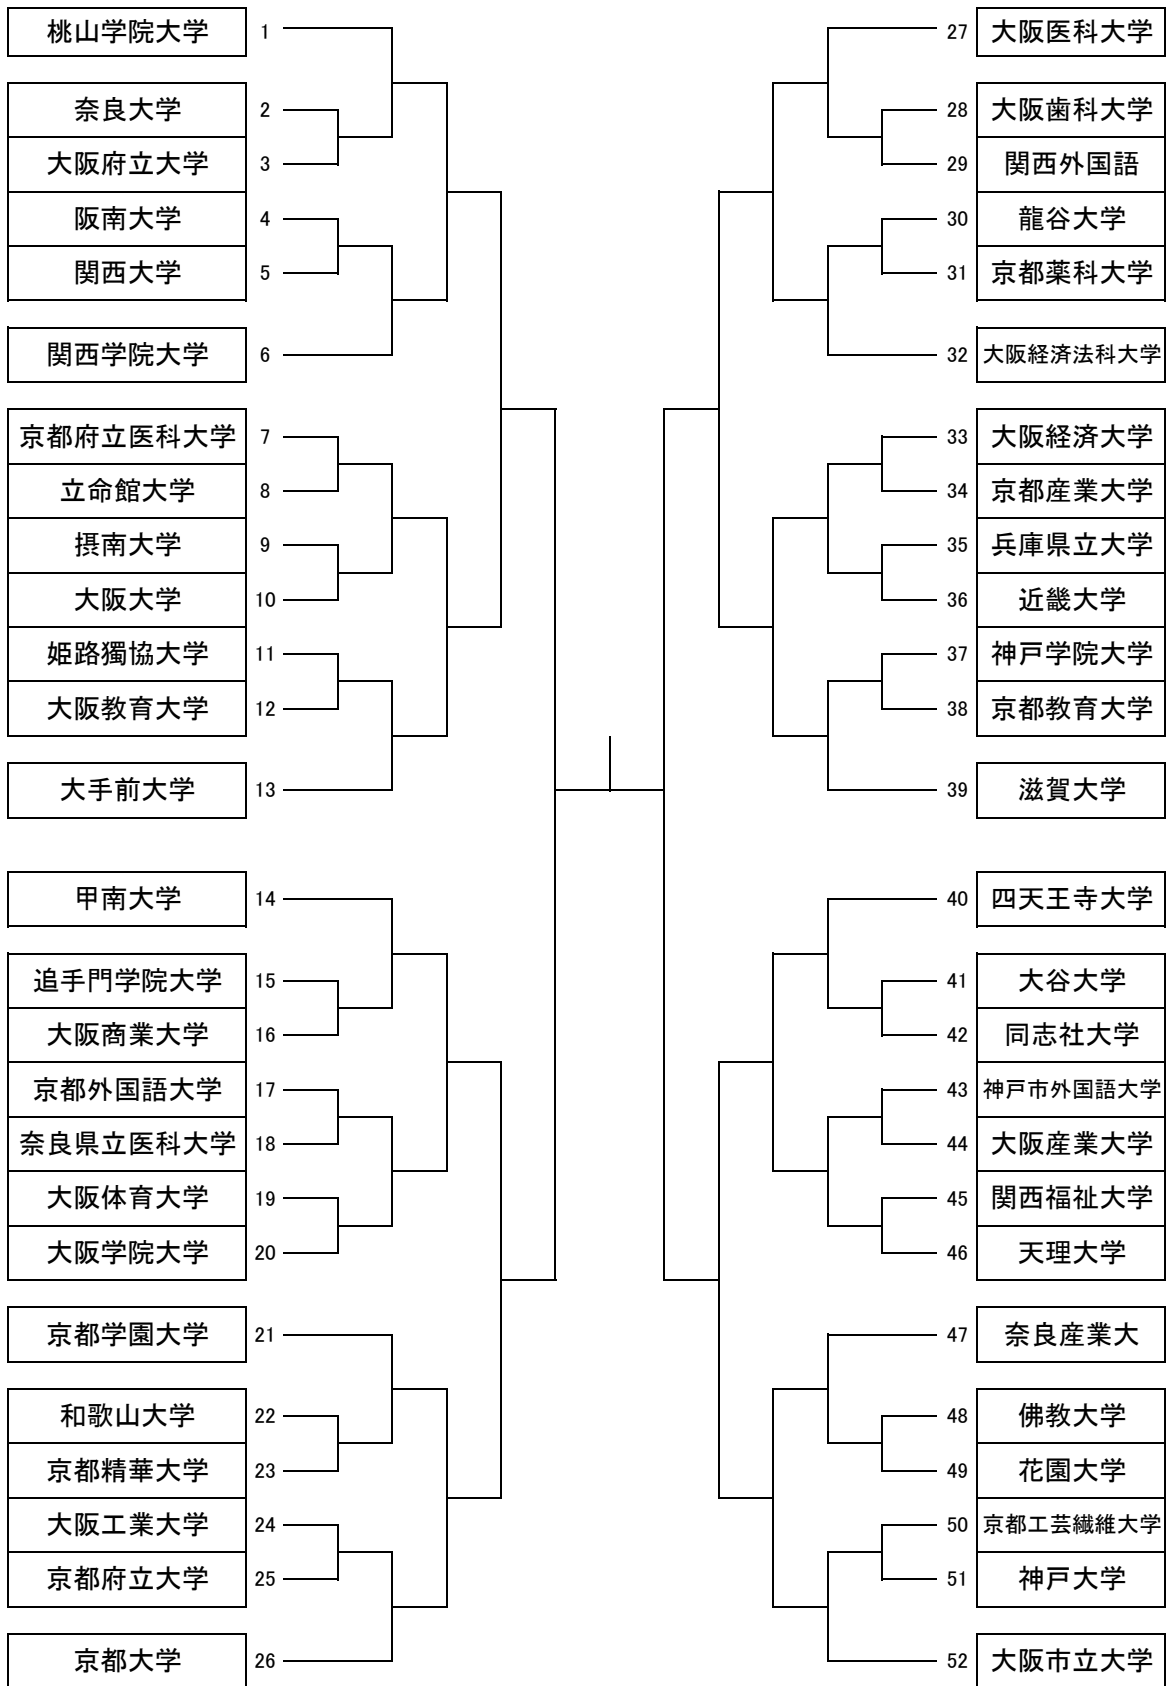 桃山学院大学 1
奈良大学 2
大阪府立大学 3
阪南大学 4
関西大学 5
関西学院大学 6
京都府立医科大学 7
立命館大学 8
摂南大学 9
大阪大学 10
姫路獨協大学 11
大阪教育大学 12
大手前大学 13
甲南大学 14
追手門学院大学 15
大阪商業大学 16
京都外国語大学 17
奈良県立医科大学 18
大阪体育大学 19
大阪学院大学 20
京都学園大学 21
和歌山大学 22
京都精華大学 23
大阪工業大学 24
京都府立大学 25
京都大学 26
27 大阪医科大学
28 大阪歯科大学
29 関西外国語
30 龍谷大学
31 京都薬科大学
32 大阪経済法科大学
33 大阪経済大学
34 京都産業大学
35 兵庫県立大学
36 近畿大学
37 神戸学院大学
38 京都教育大学
39 滋賀大学
40 四天王寺大学
41 大谷大学
42 同志社大学
43 神戸市外国語大学
44 大阪産業大学
45 関西福祉大学
46 天理大学
47 奈良産業大
48 佛教大学
49 花園大学
50 京都工芸繊維大学
51 神戸大学
52 大阪市立大学